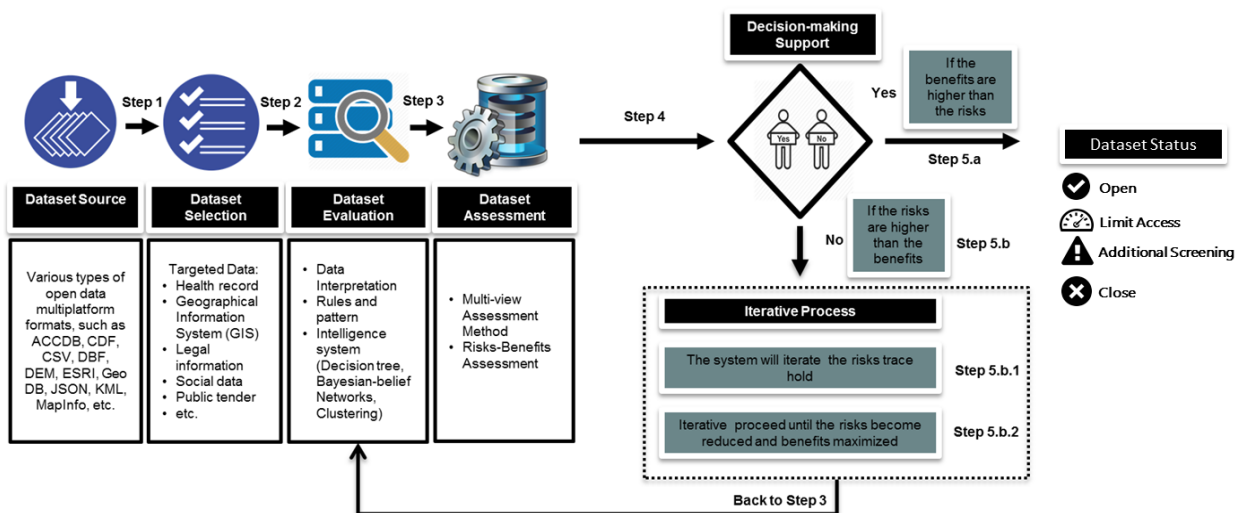 Decision-making
Support
Step 1
Step 2
Step 3
Step 4
Yes
No
Yes
If the
benefits are
higher than
the risks
Step 5.a
Dataset Status
Open
Limit Access
Additional Screening
Close
No
If the risks
are higher
than the
benefits
Step 5.b
Dataset Source
Various types of
open data
multiplatform
formats, such as
ACCDB, CDF,
CSV, DBF,
DEM, ESRI, Geo
DB, JSON, KML,
MapInfo, etc.
Dataset
Selection
Targeted Data:
• Health record
• Geographical
Information
System (GIS)
• Legal
information
• Social data
• Public tender
• etc.
Dataset
Evaluation
• Data
Interpretation
• Rules and
pattern
• Intelligence
system
(Decision tree,
Bayesian-belief
Networks,
Clustering)
Dataset
Assessment
• Multi-view
Assessment
Method
• Risks-Benefits
Assessment
Iterative Process
The system will iterate the risks trace
hold
Step 5.b.1
Iterative proceed until the risks become
reduced and benefits maximized
Step 5.b.2
Back to Step 3